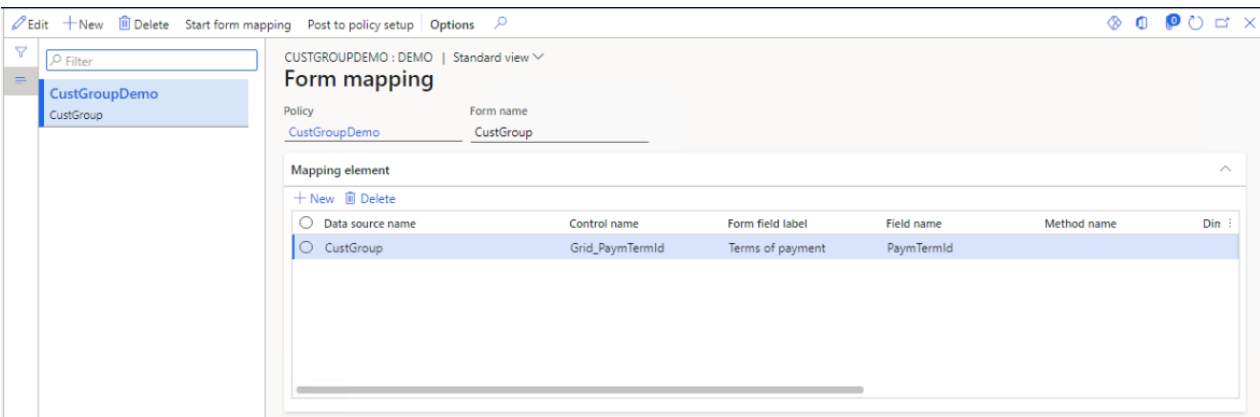 Edit New Delete Start form mapping Post to policy setup Options 0
Filter
CustGroupDemo
CustGroup
CUSTGROUPDEMO : DEMO | Standard view
Form mapping
Policy Form name
CustGroupDemo CustGroup
Mapping element
New Delete
Data source name Control name Form field label Field name Method name Din
CustGroup Grid_PaymTermId Terms of payment PaymTermId